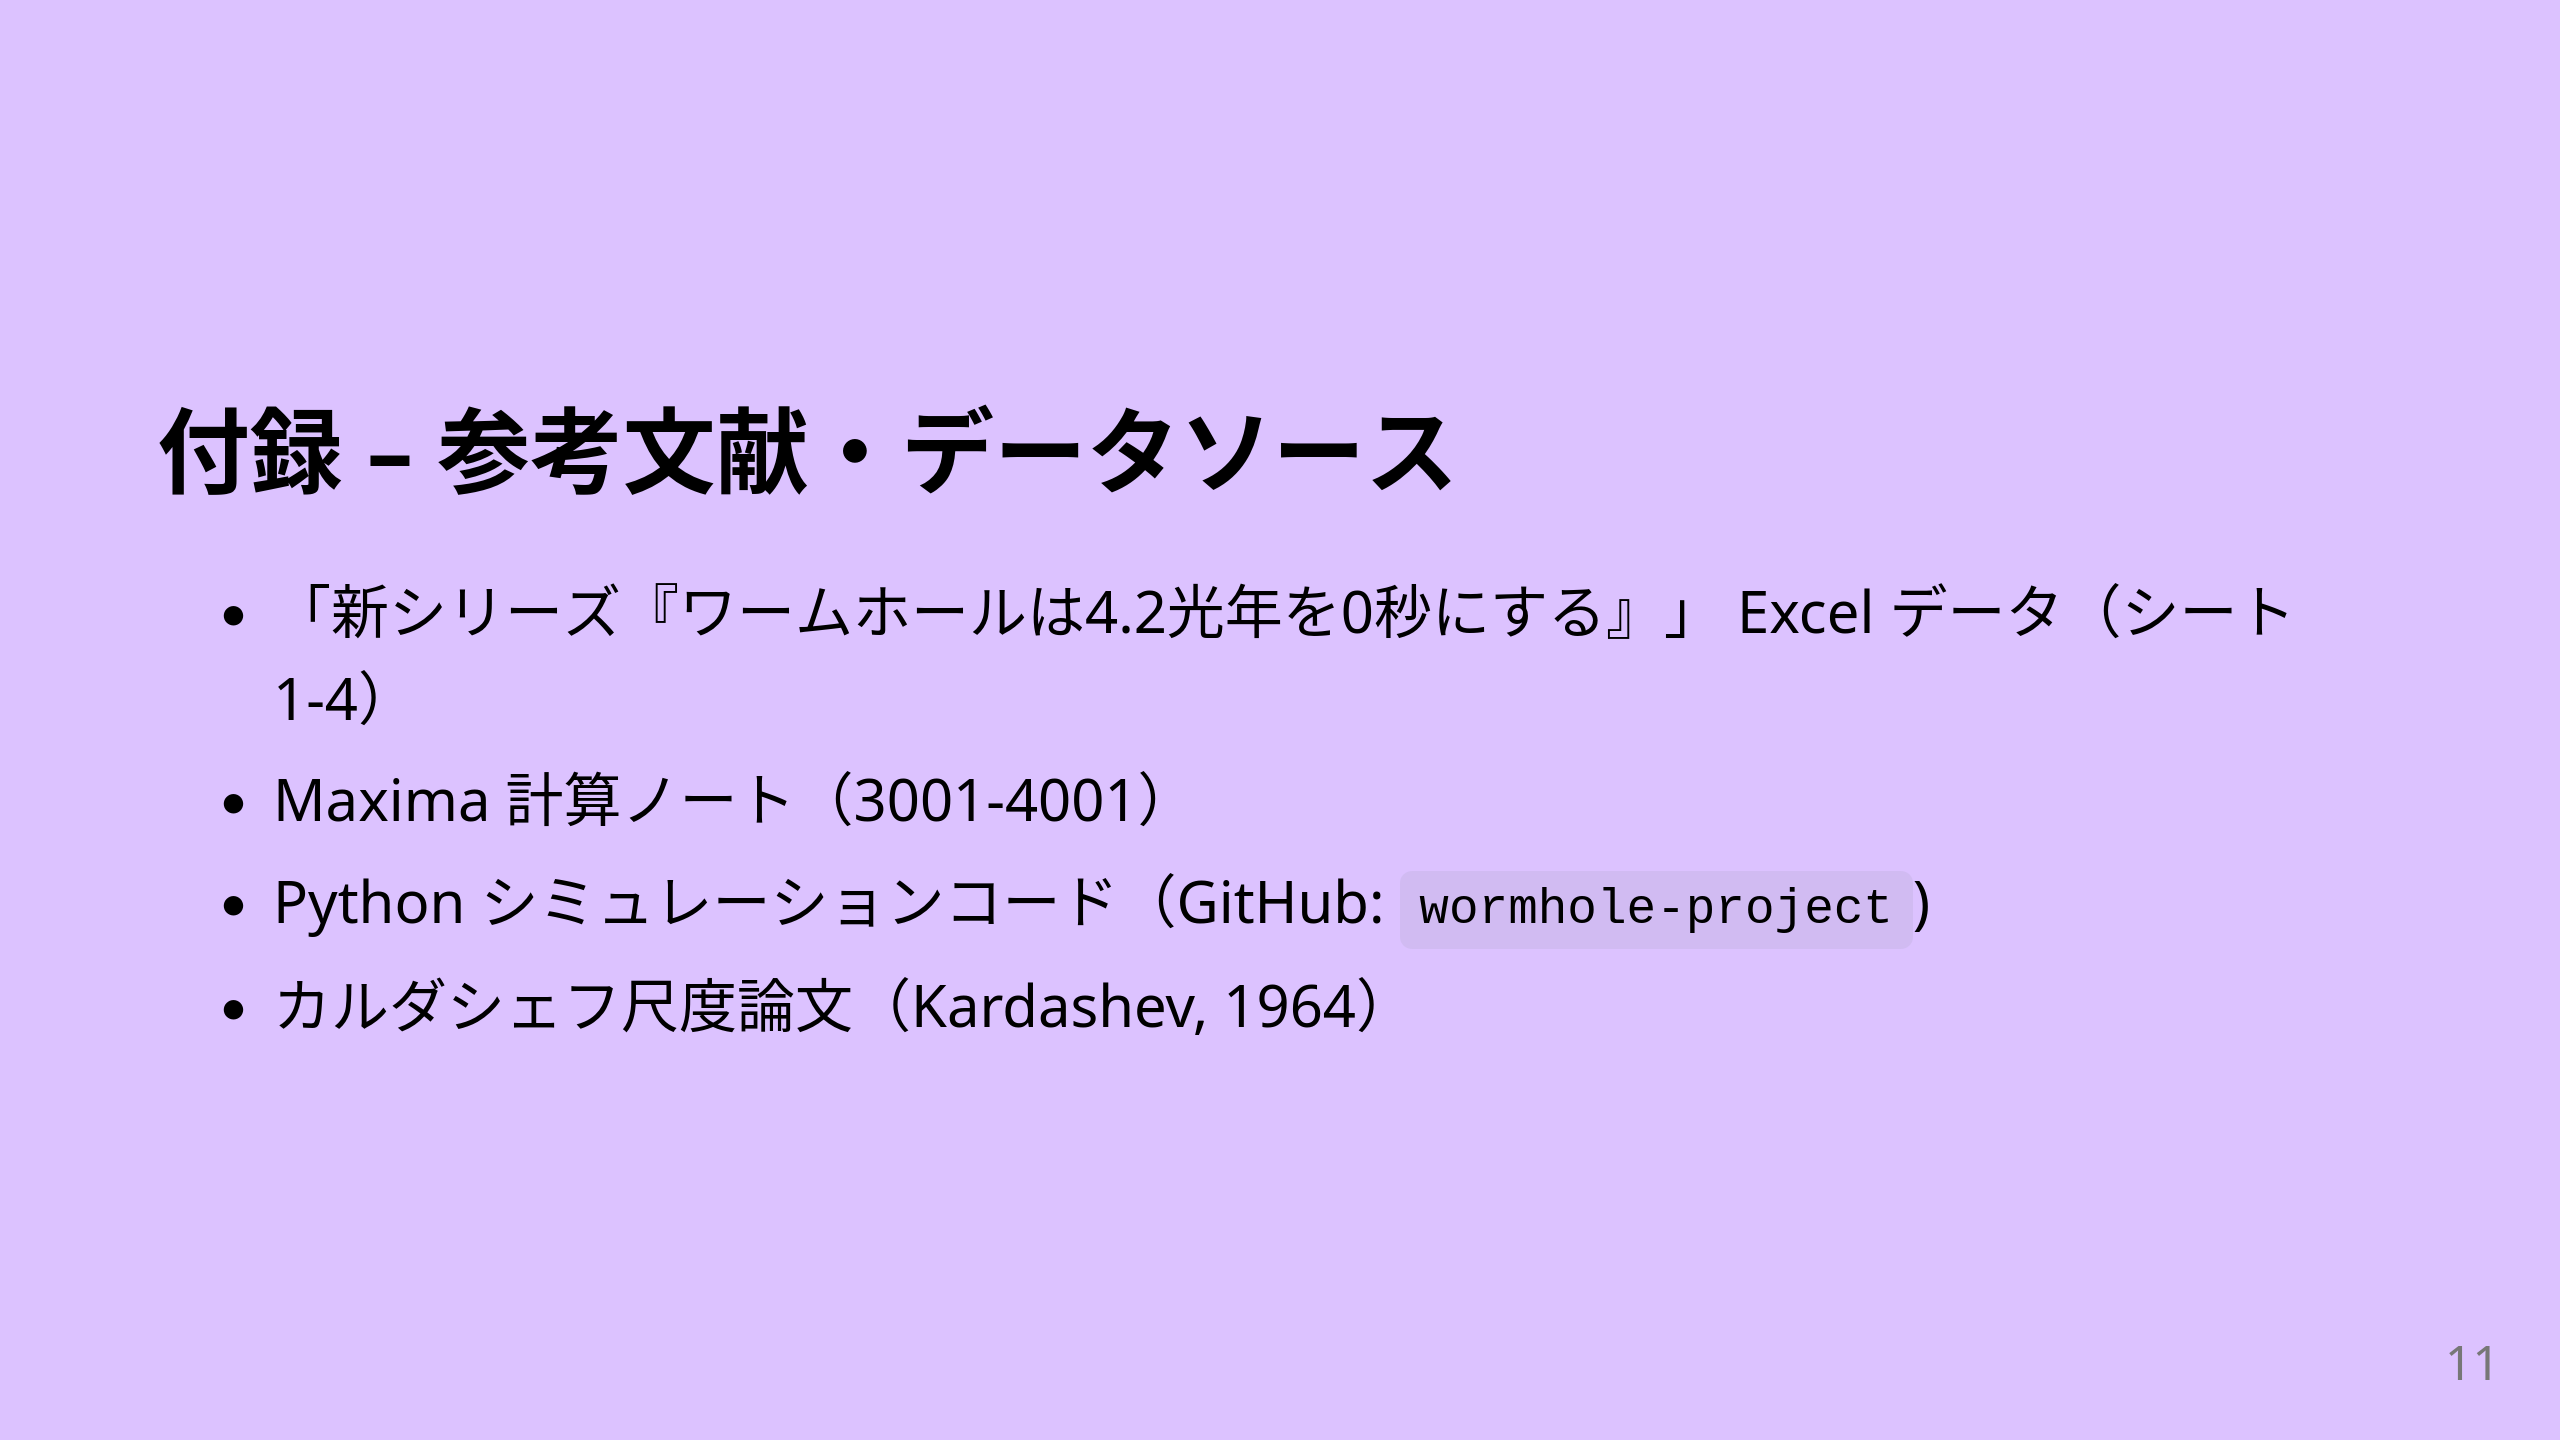 付録 – 参考文献・データソース
• 「新シリーズ『ワームホールは4.2光年を0秒にする』」 Excel データ（シート
1-4）
• Maxima 計算ノート（3001-4001）
• Python シミュレーションコード（GitHub: wormhole-project)
• カルダシェフ尺度論文（Kardashev, 1964）
11